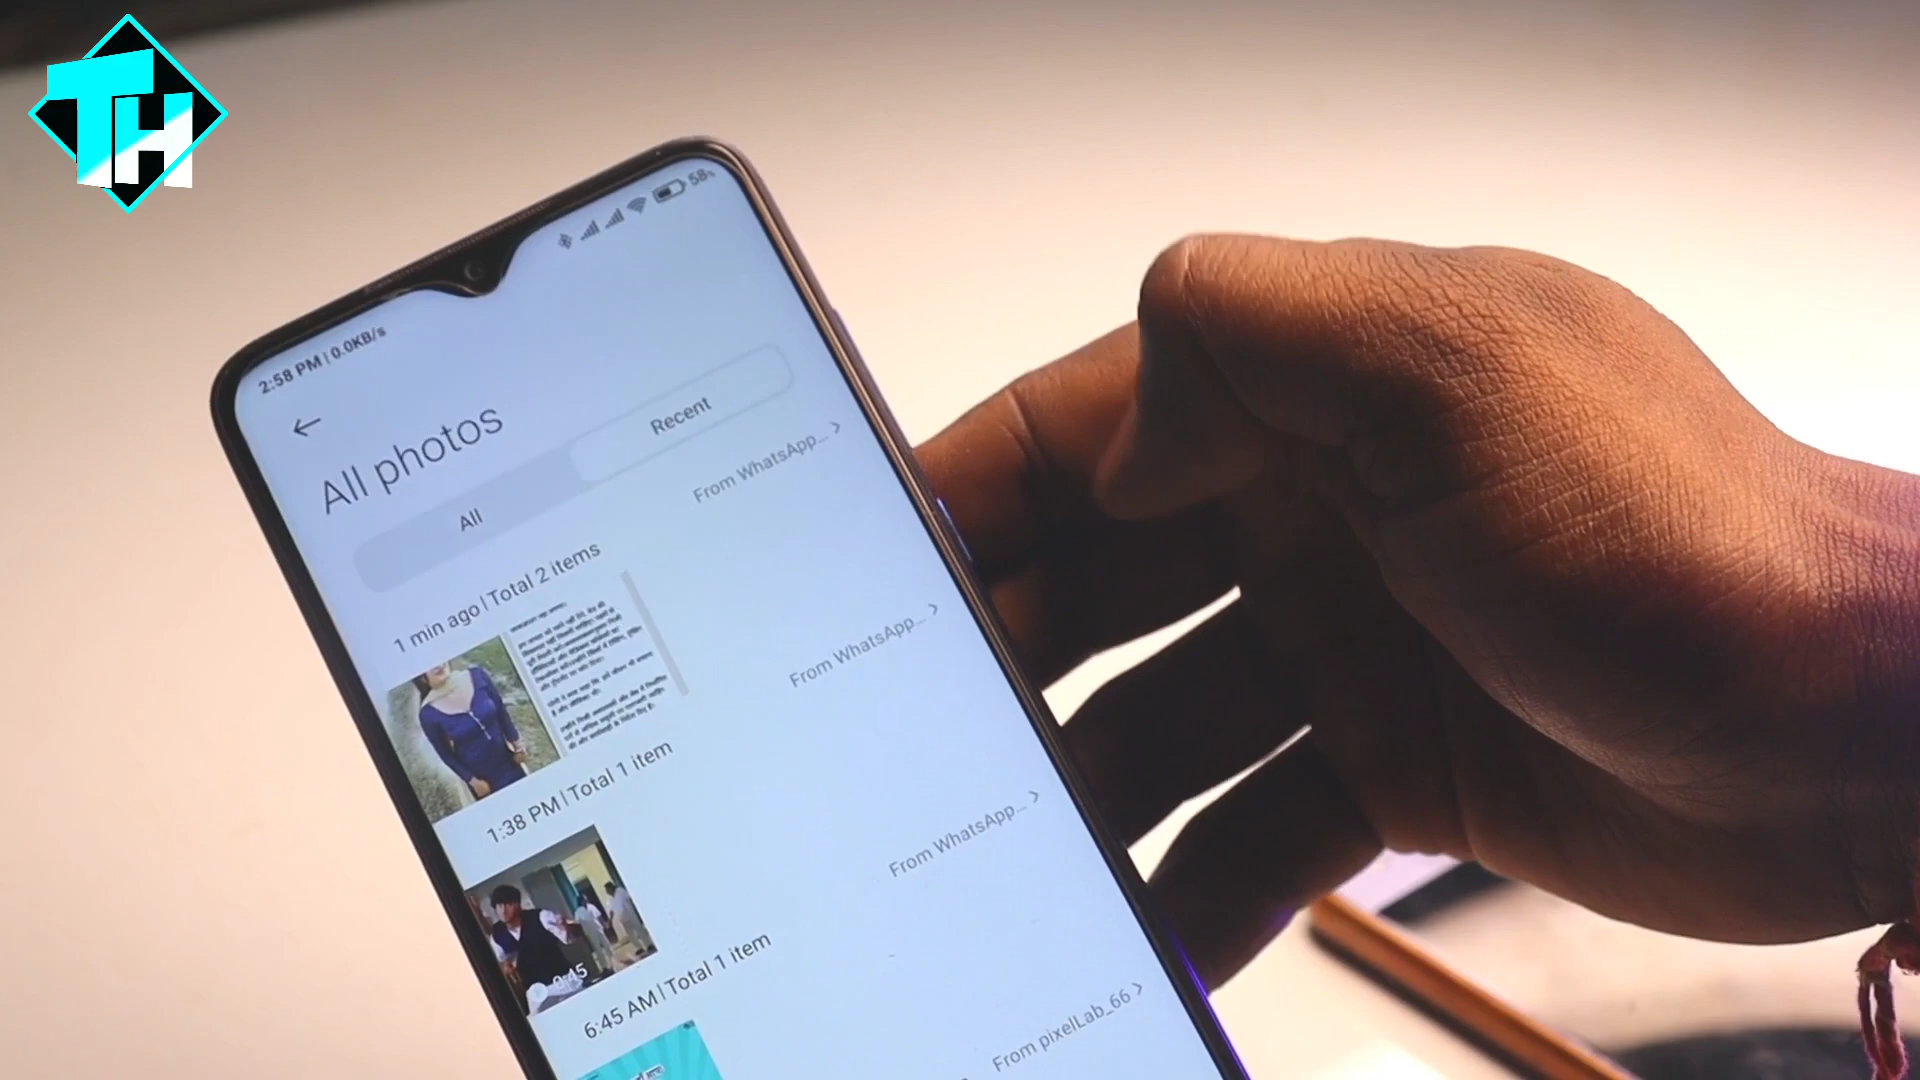 TH
2:58 PM | 0.0KB/s
58%
All photos
All
Recent
1 min ago | Total 2 items
From WhatsApp... >
1:38 PM | Total 1 item
From WhatsApp... >
0:45
6:45 AM | Total 1 item
From WhatsApp... >
From pixelLab_66 >